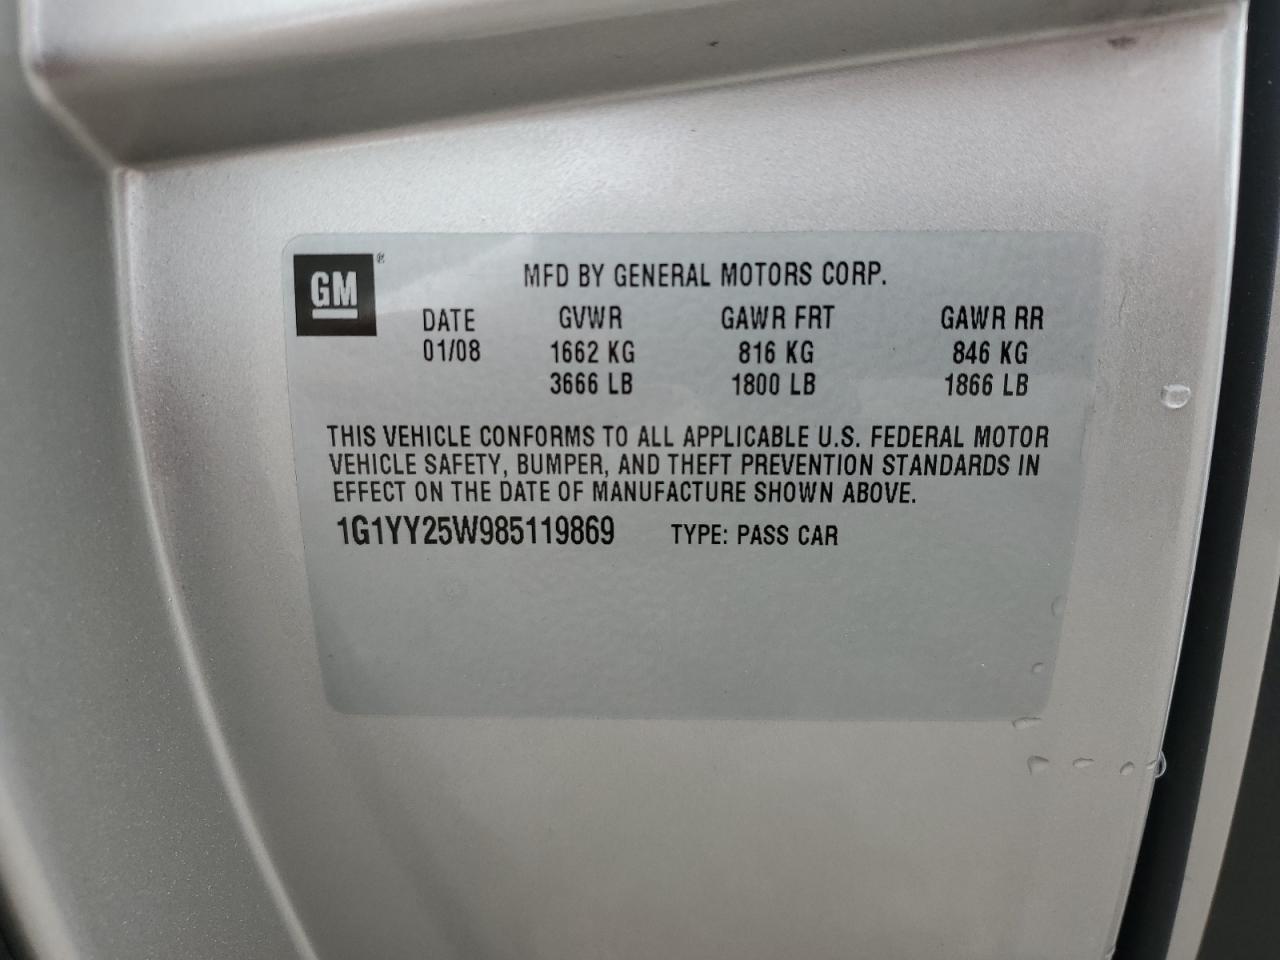 GM®
MFD BY GENERAL MOTORS CORP.
DATE GVWR GAWR FRT GAWR RR
01/08 1662 KG 816 KG 846 KG
3666 LB 1800 LB 1866 LB
THIS VEHICLE CONFORMS TO ALL APPLICABLE U.S. FEDERAL MOTOR
VEHICLE SAFETY, BUMPER, AND THEFT PREVENTION STANDARDS IN
EFFECT ON THE DATE OF MANUFACTURE SHOWN ABOVE.
1G1YY25W985119869 TYPE: PASS CAR